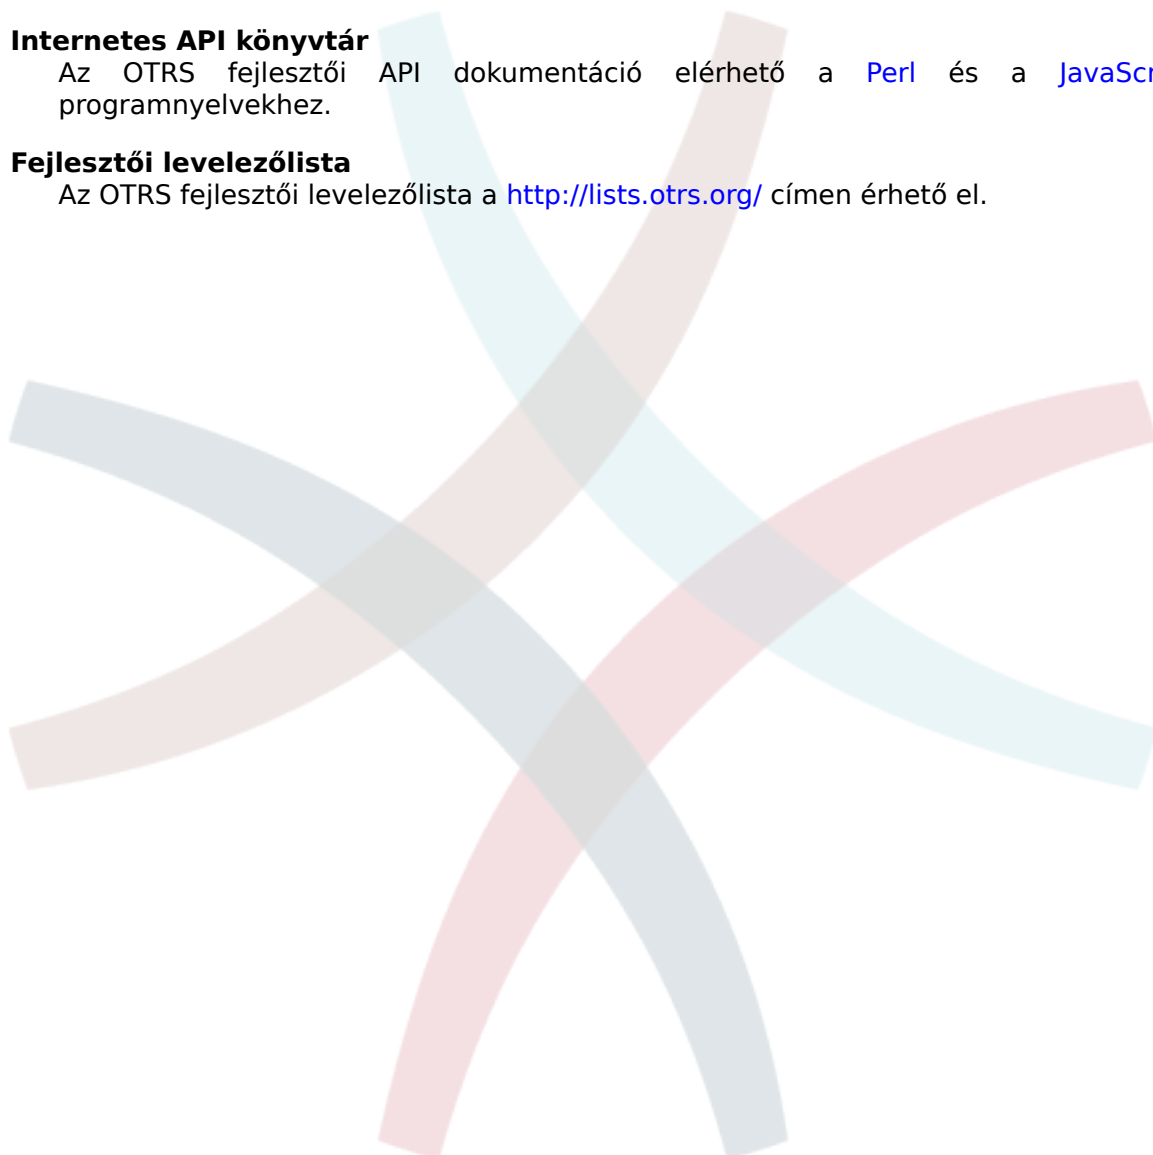 Internetes API könyvtár
Az OTRS fejlesztői API dokumentáció elérhető a Perl és a JavaScr
programnyelvekhez.
Fejlesztői levelezőlista
Az OTRS fejlesztői levelezőlista a http://lists.otrs.org/ címen érhető el.